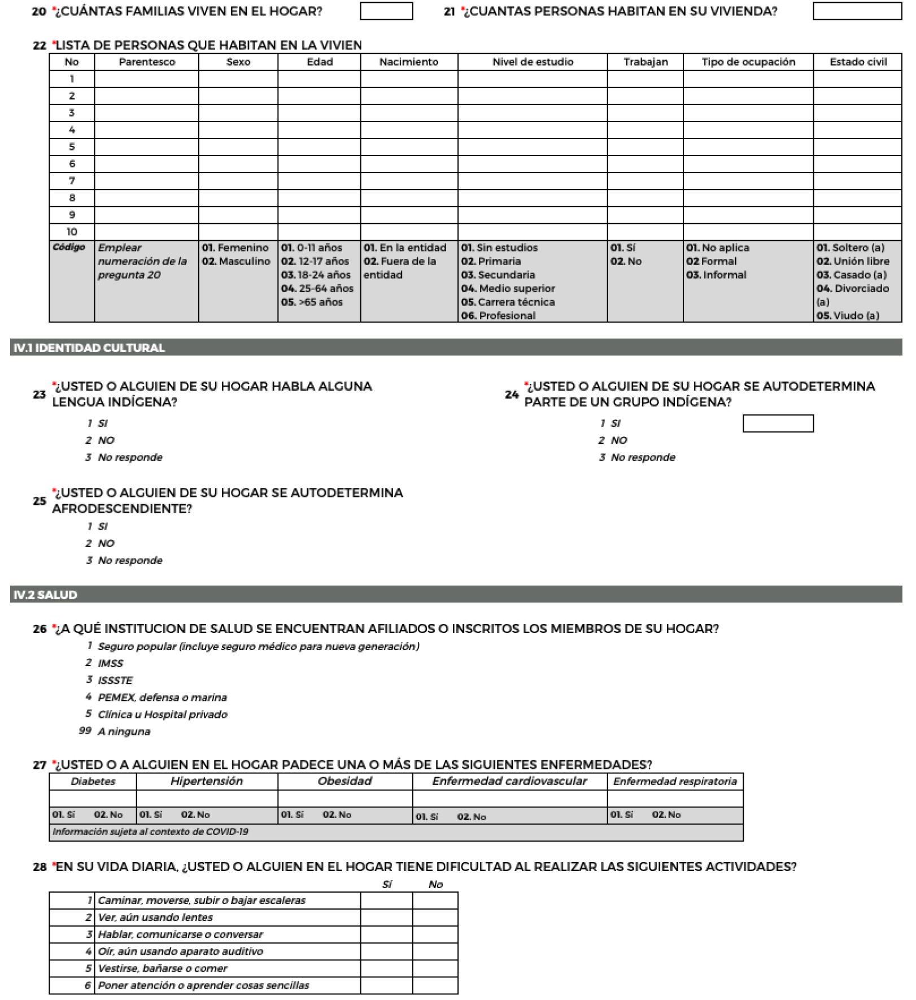 20 *¿CUÁNTAS FAMILIAS VIVEN EN EL HOGAR? 21 *¿CUANTAS PERSONAS HABITAN EN SU VIVIENDA?
22 *LISTA DE PERSONAS QUE HABITAN EN LA VIVIEN
No Parentesco Sexo Edad Nacimiento Nivel de estudio Trabajan Tipo de ocupación Estado civil
1
2
3
4
5
6
7
8
9
10
Código Emplear 01. Femenino 01. 0-11 años 01. En la entidad 01. Sin estudios 01. Sí 01. No aplica 01. Soltero (a)
numeración de la 02. Masculino 02. 12-17 años 02. Fuera de la 02. Primaria 02. No 02 Formal 02. Unión libre
pregunta 20 03. 18-24 años entidad 03. Secundaria 03. Informal 03. Casado (a)
04. 25-64 años 04. Medio superior 04. Divorciado
05. >65 años 05. Carrera técnica (a)
06. Profesional 05. Viudo (a)
IV.1 IDENTIDAD CULTURAL
23 *¿USTED O ALGUIEN DE SU HOGAR HABLA ALGUNA
LENGUA INDÍGENA?
1 SI
2 NO
3 No responde
24 *¿USTED O ALGUIEN DE SU HOGAR SE AUTODETERMINA
PARTE DE UN GRUPO INDÍGENA?
1 SI
2 NO
3 No responde
25 *¿USTED O ALGUIEN DE SU HOGAR SE AUTODETERMINA
AFRODESCENDIENTE?
1 SI
2 NO
3 No responde
IV.2 SALUD
26 *¿A QUÉ INSTITUCION DE SALUD SE ENCUENTRAN AFILIADOS O INSCRITOS LOS MIEMBROS DE SU HOGAR?
1 Seguro popular (incluye seguro médico para nueva generación)
2 IMSS
3 ISSSTE
4 PEMEX, defensa o marina
5 Clínica u Hospital privado
99 A ninguna
27 *¿USTED O A ALGUIEN EN EL HOGAR PADECE UNA O MÁS DE LAS SIGUIENTES ENFERMEDADES?
Diabetes Hipertensión Obesidad Enfermedad cardiovascular Enfermedad respiratoria
01. Sí 02. No 01. Sí 02. No 01. Sí 02. No 01. Sí 02. No 01. Sí 02. No
Información sujeta al contexto de COVID-19
28 *EN SU VIDA DIARIA, ¿USTED O ALGUIEN EN EL HOGAR TIENE DIFICULTAD AL REALIZAR LAS SIGUIENTES ACTIVIDADES?
Sí No
1 Caminar, moverse, subir o bajar escaleras
2 Ver, aún usando lentes
3 Hablar, comunicarse o conversar
4 Oír, aún usando aparato auditivo
5 Vestirse, bañarse o comer
6 Poner atención o aprender cosas sencillas